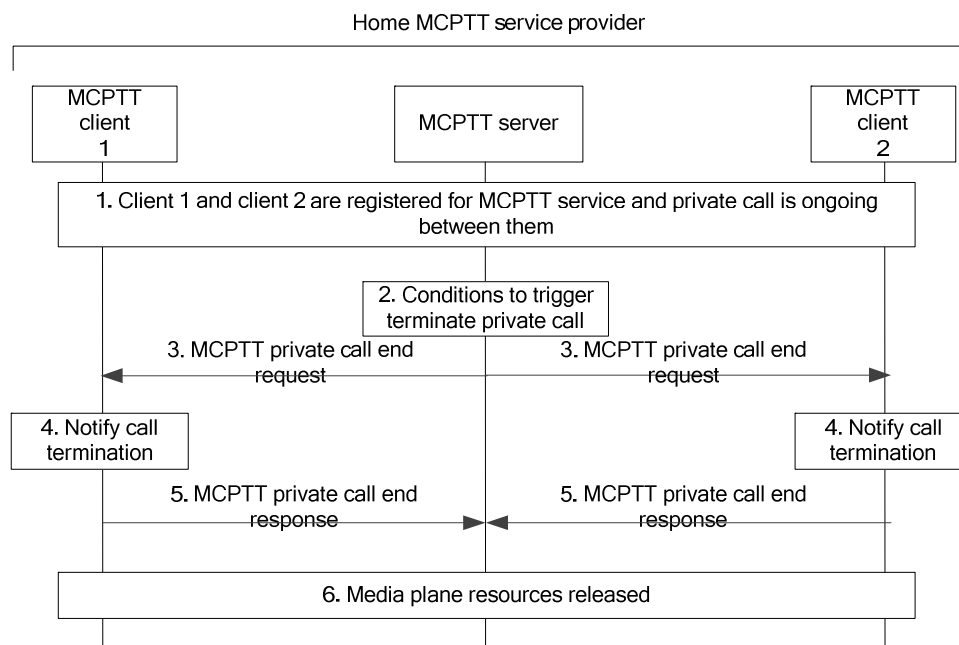 Home MCPTT service provider
MCPTT
client
1
MCPTT server
MCPTT
client
2
1. Client 1 and client 2 are registered for MCPTT service and private call is ongoing
between them
2. Conditions to trigger
terminate private call
3. MCPTT private call end
request
3. MCPTT private call end
request
4. Notify call
termination
4. Notify call
termination
5. MCPTT private call end
response
5. MCPTT private call end
response
6. Media plane resources released